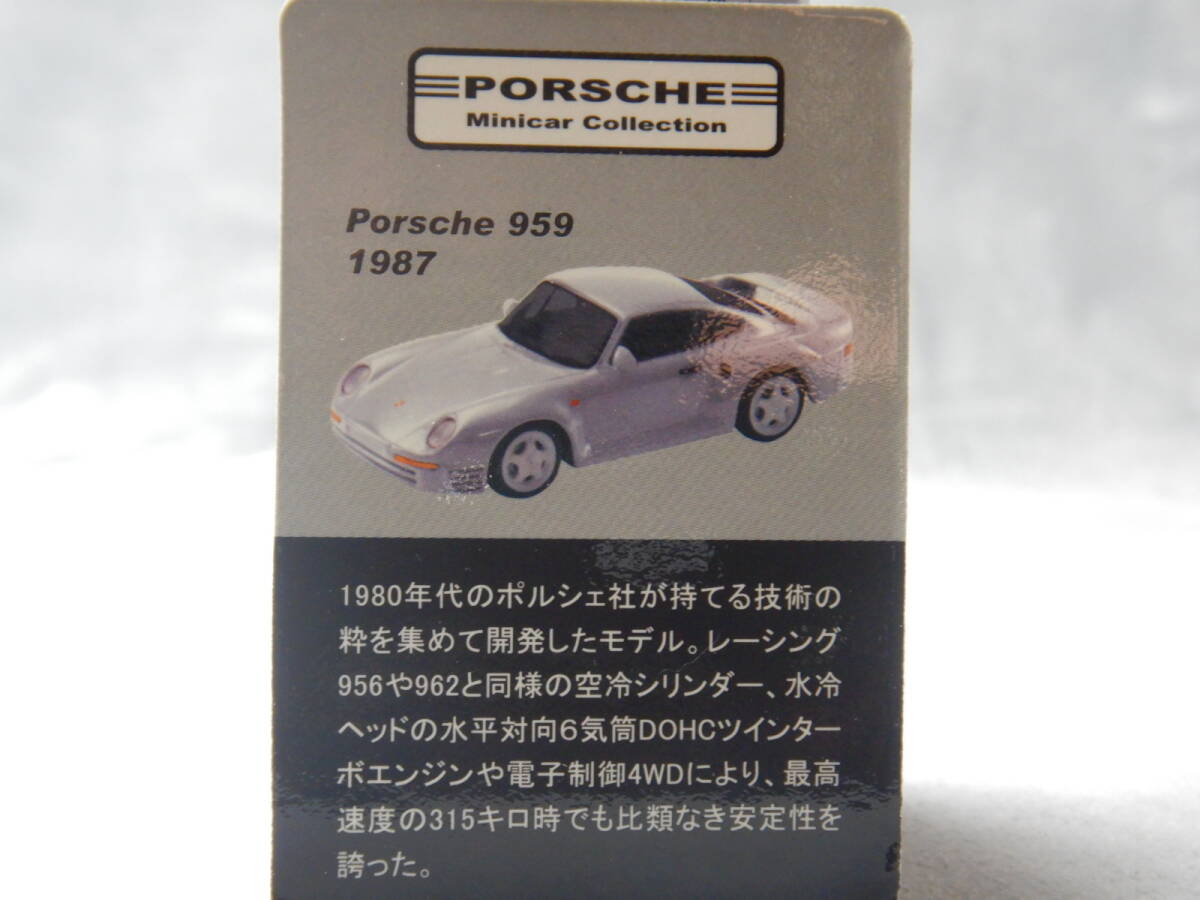 PORSCHE
Minicar Collection
Porsche 959
1987
1980年代のポルシェ社が持てる技術の
粋を集めて開発したモデル。レーシング
956や962と同様の空冷シリンダー、水冷
ヘッドの水平対向6気筒DOHCツインター
ボエンジンや電子制御4WDにより、最高
速度の315キロ時でも比類なき安定性を
誇った。